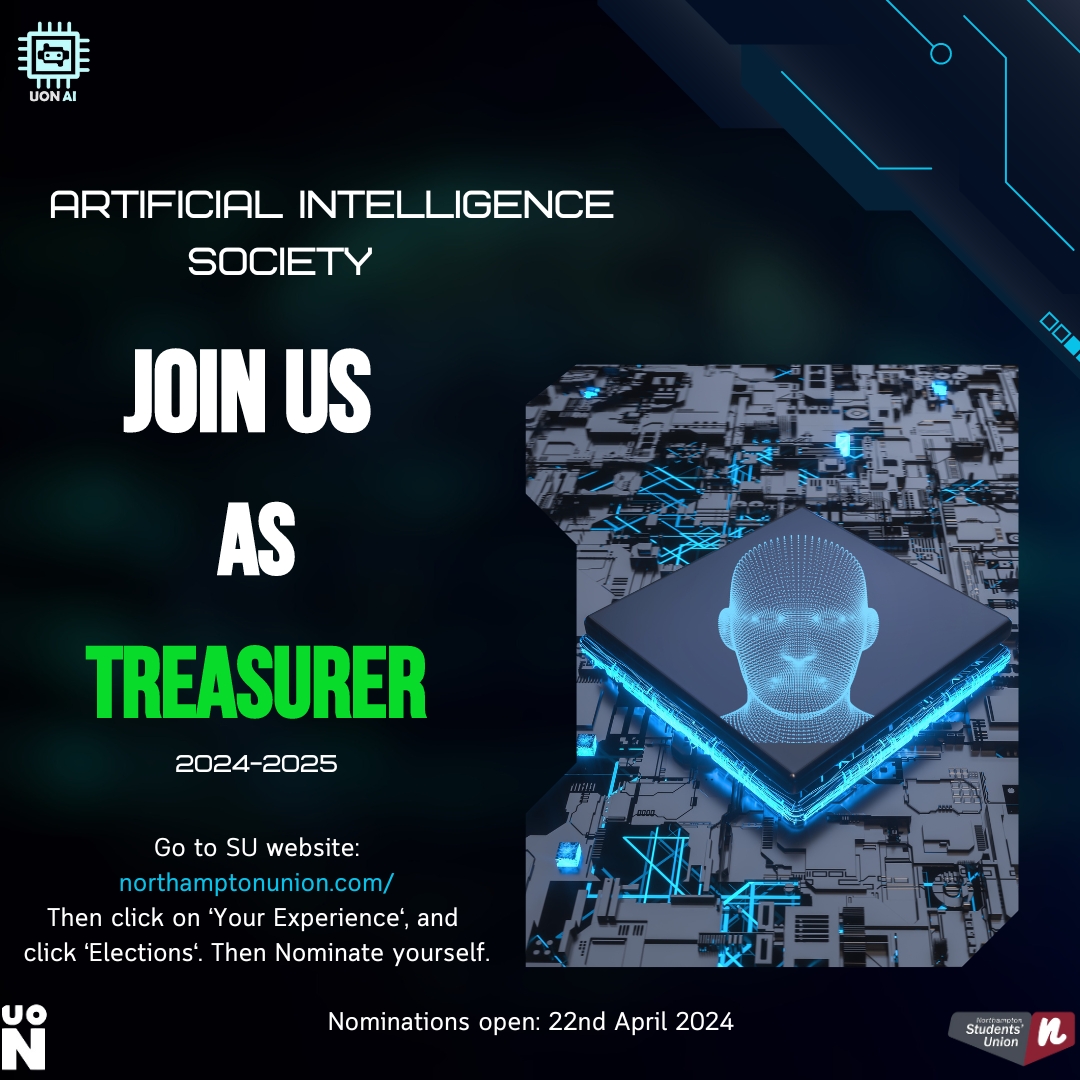 UON AI
ARTIFICIAL INTELLIGENCE
SOCIETY
JOIN US
AS
TREASURER
2024-2025
Go to SU website:
northamptonunion.com/
Then click on ‘Your Experience‘, and
click ‘Elections‘. Then Nominate yourself.
Nominations open: 22nd April 2024
UO
N
Northampton
Students'
Union
n